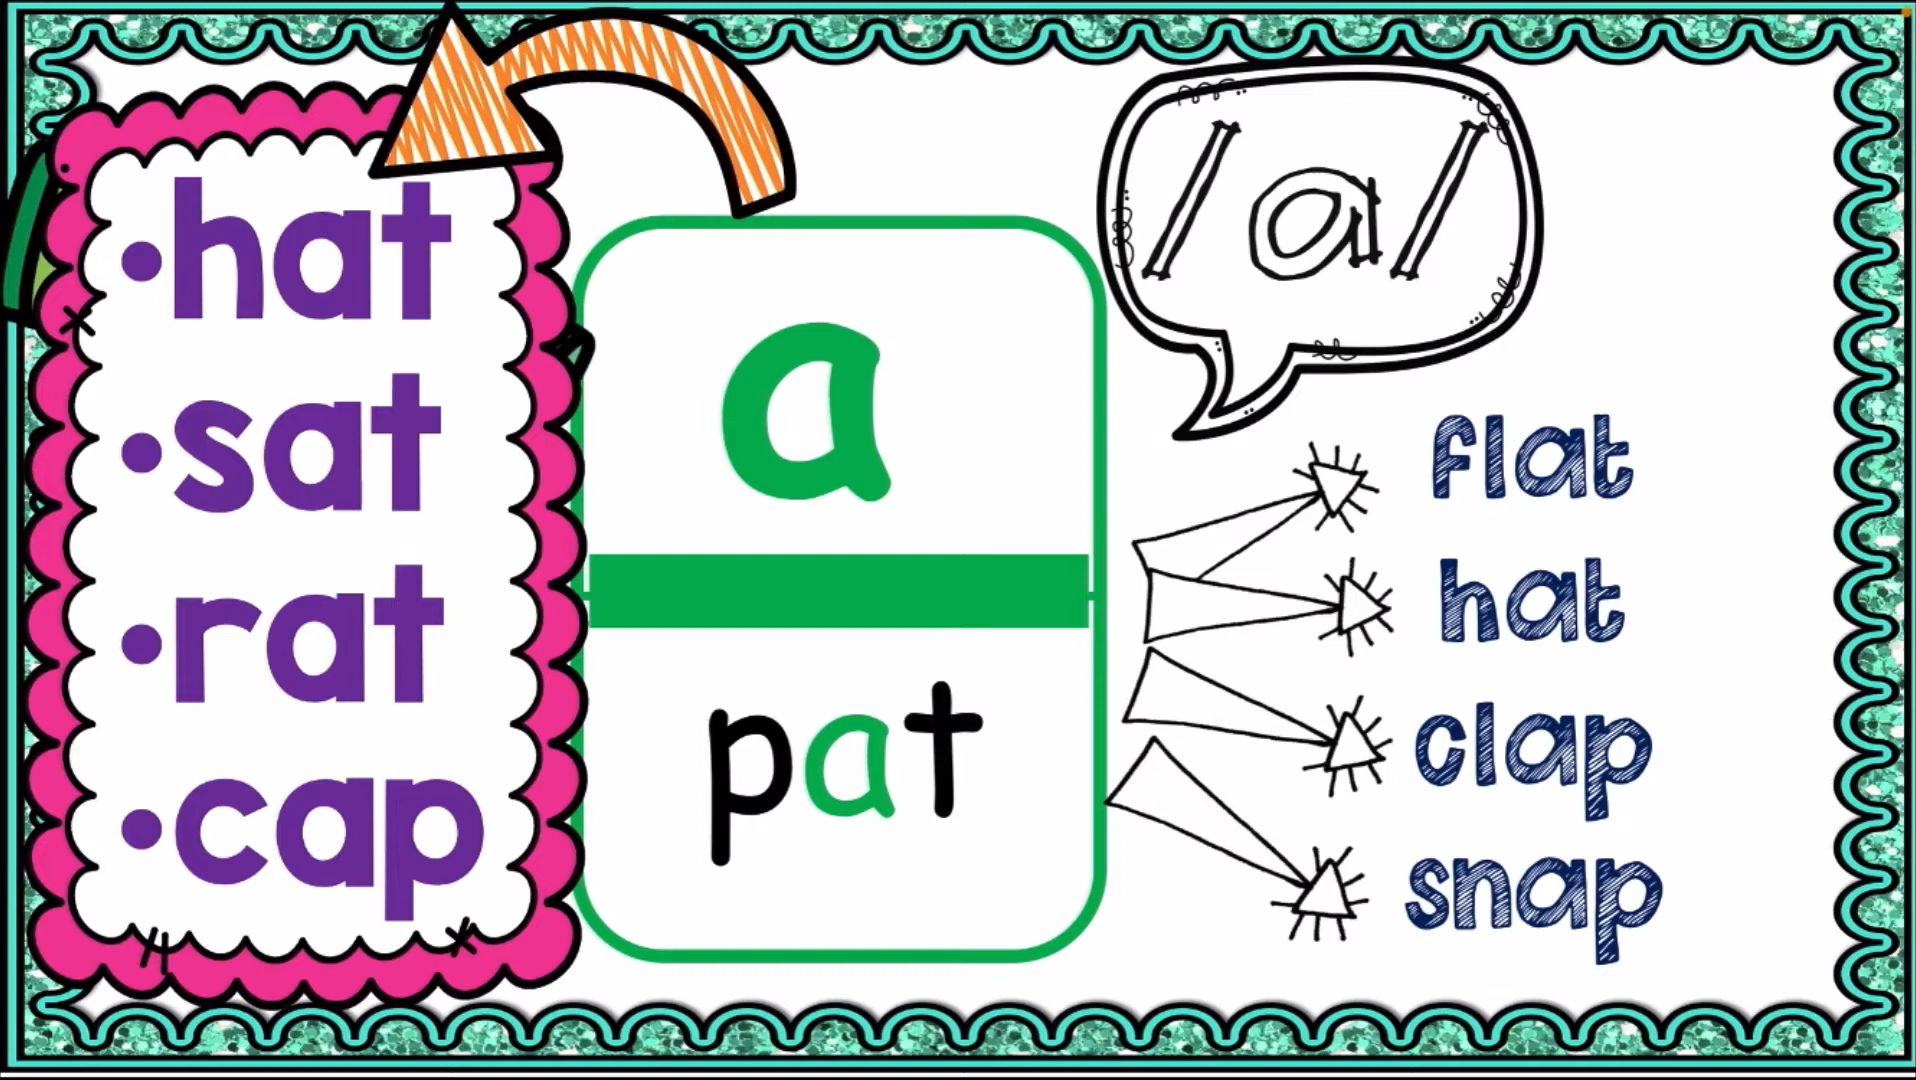 •hat
•sat
•rat
•cap
a
pat
/a/
flat
hat
clap
snap